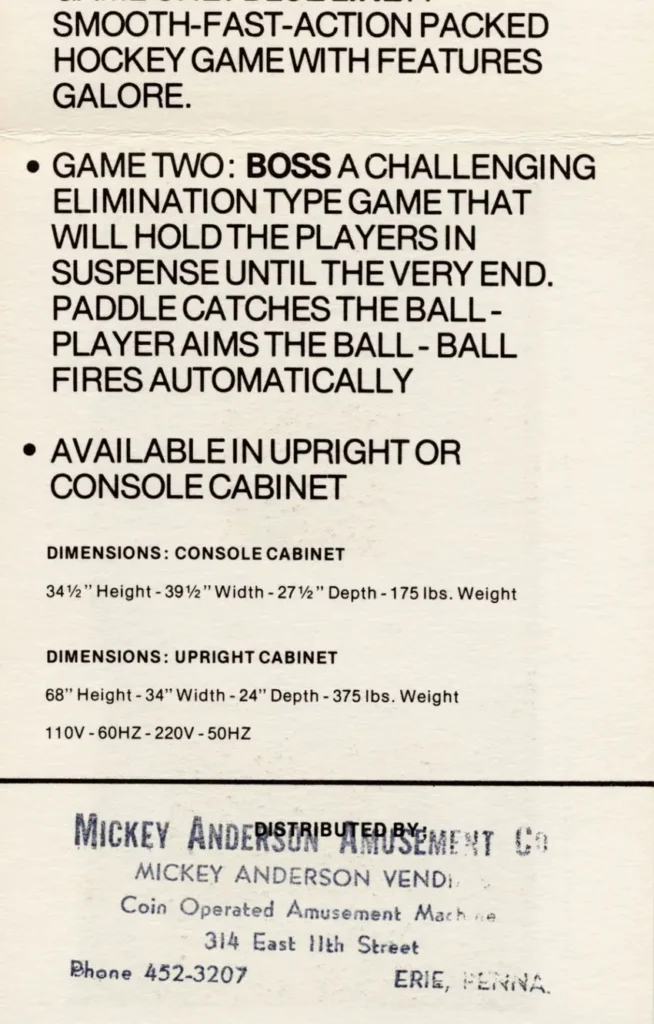 SMOOTH-FAST-ACTION PACKED
HOCKEY GAME WITH FEATURES
GALORE.
• GAME TWO: BOSS A CHALLENGING
ELIMINATION TYPE GAME THAT
WILL HOLD THE PLAYERS IN
SUSPENSE UNTIL THE VERY END.
PADDLE CATCHES THE BALL-
PLAYER AIMS THE BALL - BALL
FIRES AUTOMATICALLY
• AVAILABLE IN UPRIGHT OR
CONSOLE CABINET
DIMENSIONS: CONSOLE CABINET
34½" Height - 39½" Width - 27½" Depth - 175 lbs. Weight
DIMENSIONS: UPRIGHT CABINET
68" Height - 34" Width - 24" Depth - 375 lbs. Weight
110V - 60HZ - 220V - 50HZ
DISTRIBUTED BY:
MICKEY ANDERSON AMUSEMENT CO
MICKEY ANDERSON
Coin Operated Amusement Machine
314 East 11th Street
Phone 452-3207 ERIE, PENNA.